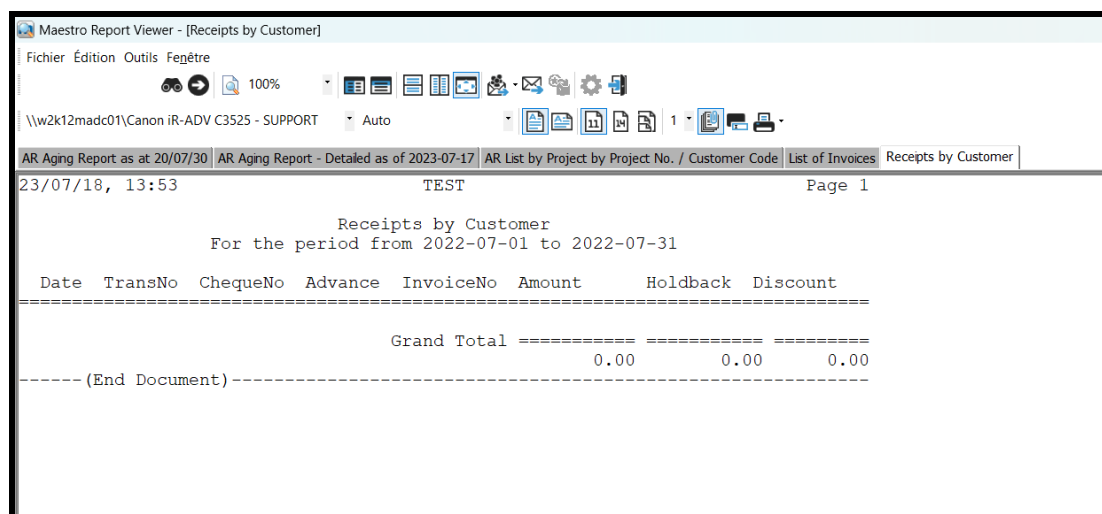 Maestro Report Viewer - [Receipts by Customer]
Fichier Édition Outils Fenêtre
100%
\\w2k12madc01\Canon iR-ADV C3525 - SUPPORT Auto 11 14 1
AR Aging Report as at 20/07/30 AR Aging Report - Detailed as of 2023-07-17 AR List by Project by Project No. / Customer Code List of Invoices Receipts by Customer
23/07/18, 13:53 TEST Page 1
Receipts by Customer
For the period from 2022-07-01 to 2022-07-31
Date TransNo ChequeNo Advance InvoiceNo Amount Holdback Discount
================================================================================
Grand Total =========== =========== =========
0.00 0.00 0.00
------(End Document)------------------------------------------------------------